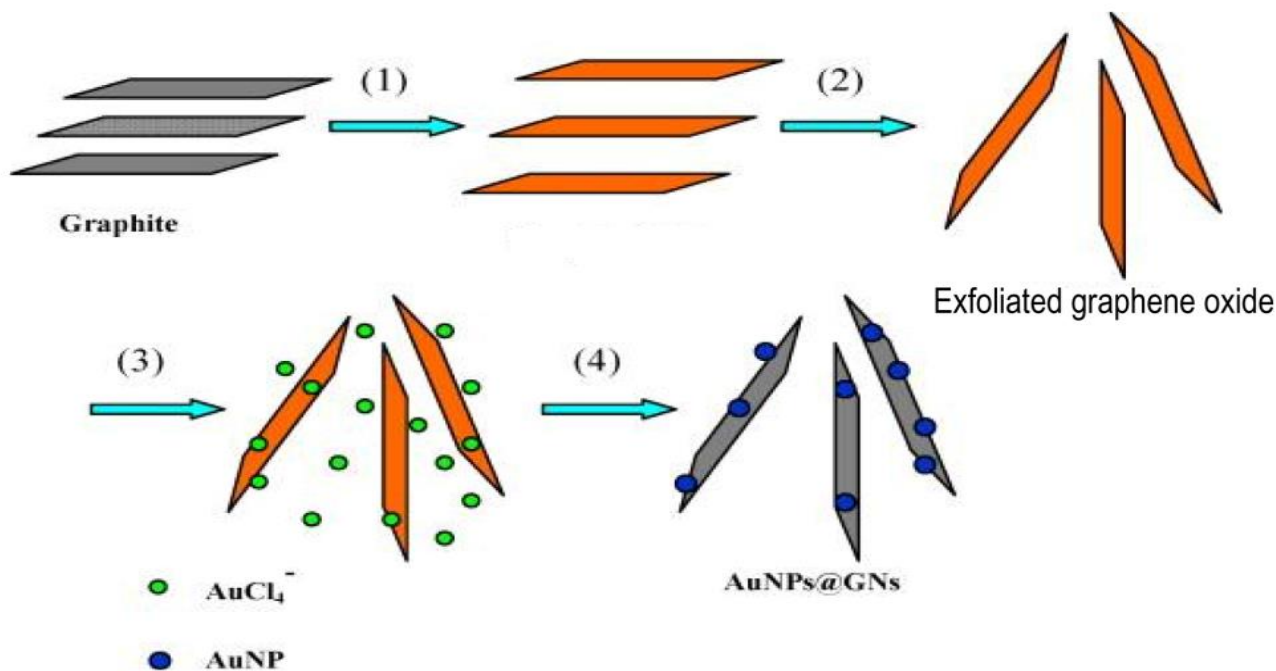 (1)
(2)
Graphite
Exfoliated graphene oxide
(3)
(4)
AuCl₄⁻
AuNPs@GNs
AuNP